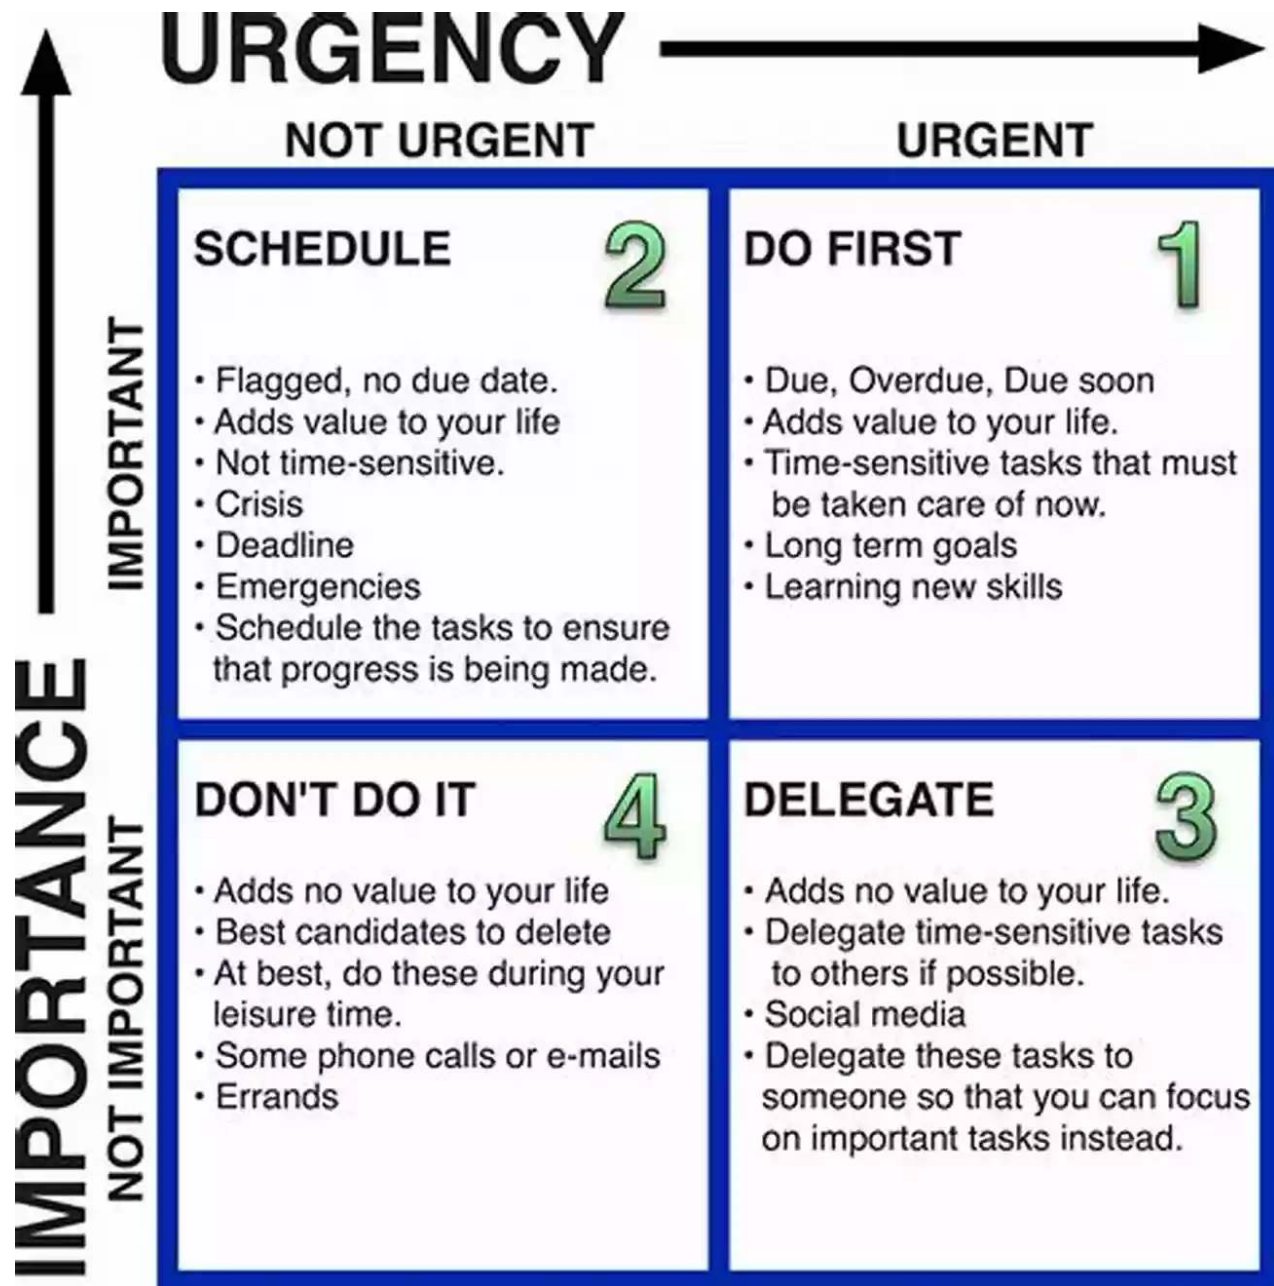 URGENCY
NOT URGENT
URGENT
IMPORTANCE
IMPORTANT
NOT IMPORTANT
SCHEDULE
2
• Flagged, no due date.
• Adds value to your life
• Not time-sensitive.
• Crisis
• Deadline
• Emergencies
• Schedule the tasks to ensure
that progress is being made.
DO FIRST
1
• Due, Overdue, Due soon
• Adds value to your life.
• Time-sensitive tasks that must
be taken care of now.
• Long term goals
• Learning new skills
DON'T DO IT
4
• Adds no value to your life
• Best candidates to delete
• At best, do these during your
leisure time.
• Some phone calls or e-mails
• Errands
DELEGATE
3
• Adds no value to your life.
• Delegate time-sensitive tasks
to others if possible.
• Social media
• Delegate these tasks to
someone so that you can focus
on important tasks instead.